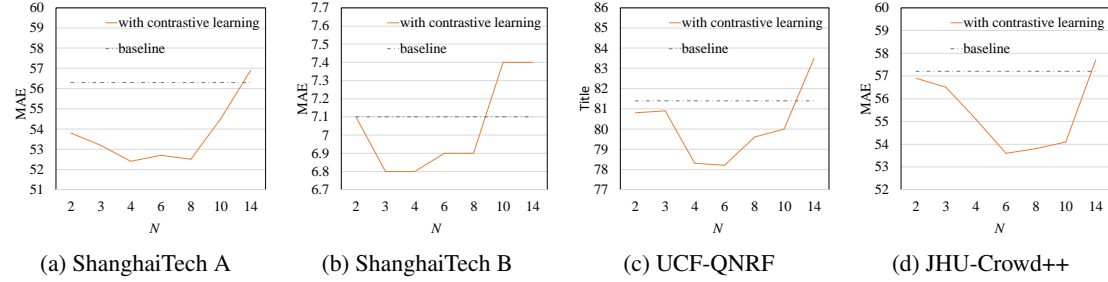 60
59
58
57
56
55
54
53
52
51
MAE
with contrastive learning
baseline
2 3 4 6 8 10 14
N
(a) ShanghaiTech A
7.7
7.6
7.5
7.4
7.3
7.2
7.1
7
6.9
6.8
6.7
MAE
with contrastive learning
baseline
2 3 4 6 8 10 14
N
(b) ShanghaiTech B
86
85
84
83
82
81
80
79
78
77
Title
with contrastive learning
baseline
2 3 4 6 8 10 14
N
(c) UCF-QNRF
60
59
58
57
56
55
54
53
52
MAE
with contrastive learning
baseline
2 3 4 6 8 10 14
N
(d) JHU-Crowd++